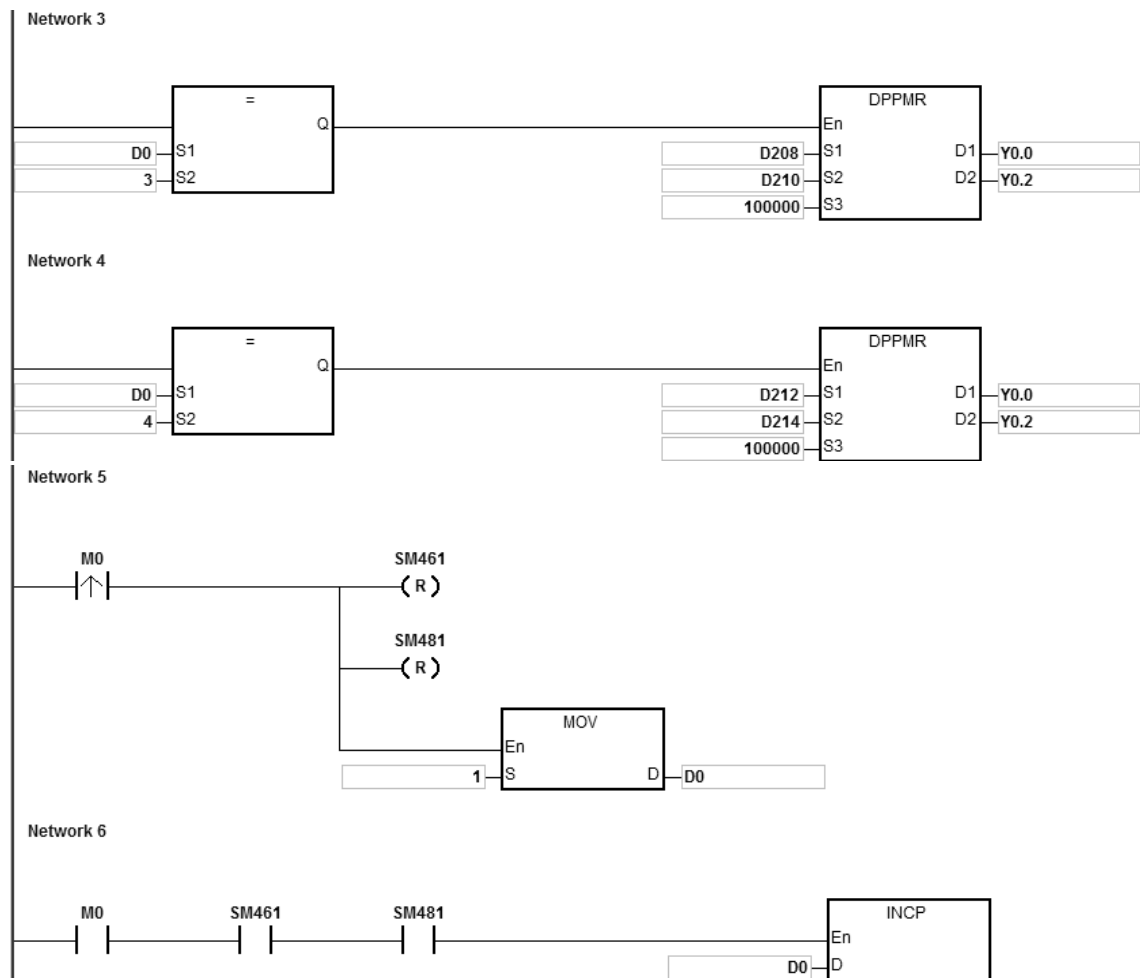 Network 3
=
DPPMR
Q
En
D0 S1
D208 S1 D1 Y0.0
3 S2
D210 S2 D2 Y0.2
100000 S3
Network 4
=
DPPMR
Q
En
D0 S1
D212 S1 D1 Y0.0
4 S2
D214 S2 D2 Y0.2
100000 S3
Network 5
M0 SM461
R
SM481
R
MOV
En
1 S D D0
Network 6
M0 SM461 SM481 INCP
En
D0 D